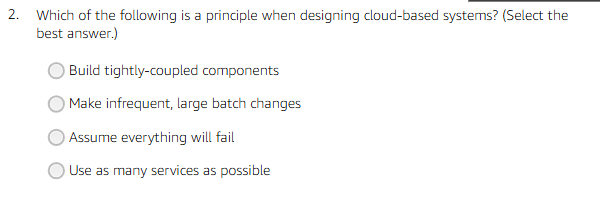 2. Which of the following is a principle when designing cloud-based systems? (Select the
best answer.)
Build tightly-coupled components
Make infrequent, large batch changes
Assume everything will fail
Use as many services as possible